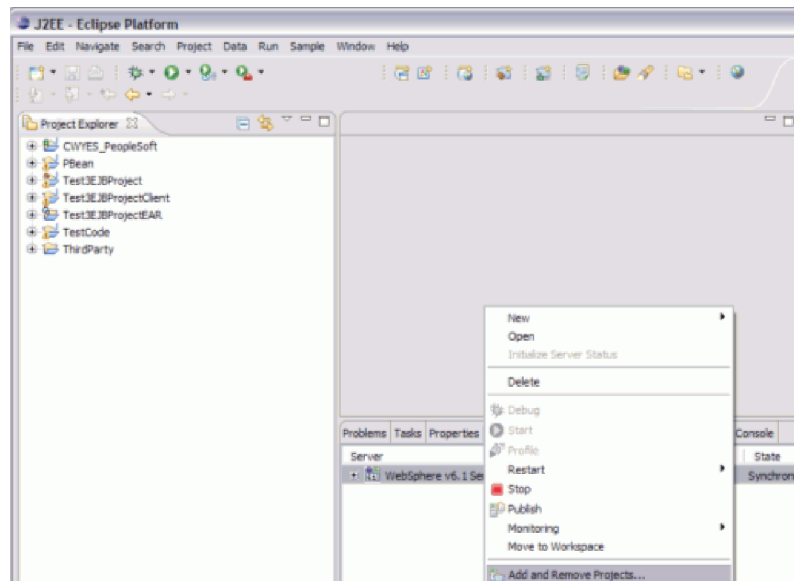 J2EE - Eclipse Platform
File Edit Navigate Search Project Data Run Sample Window Help
Project Explorer
CWYES_PeopleSoft
PBean
Test3EJBProject
Test3EJBProjectClient
Test3EJBProjectEAR
TestCode
ThirdParty
New
Open
Initialize Server Status
Delete
Debug
Start
Profile
Restart
Stop
Publish
Monitoring
Move to Workspace
Add and Remove Projects...
Problems Tasks Properties Console
Server State
WebSphere v6.1 Se Synchron